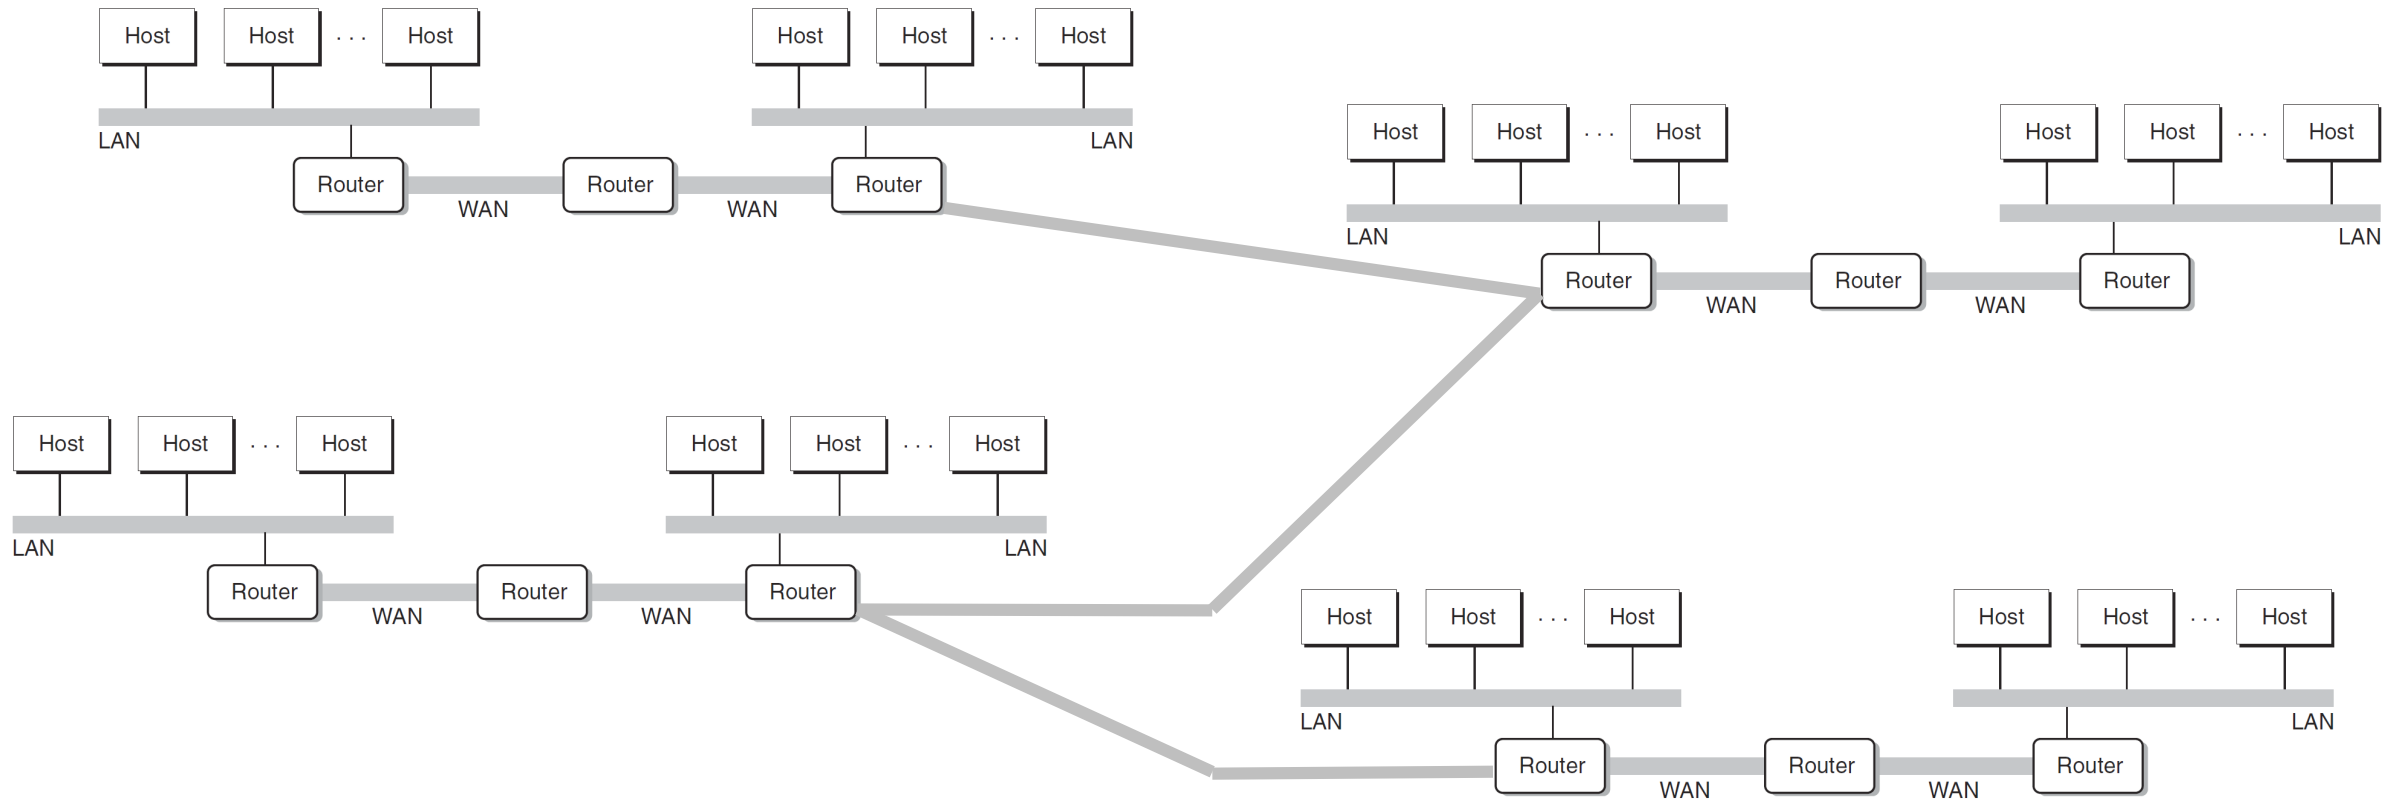 Host Host . . . Host
LAN
Router WAN Router WAN Router
Host Host . . . Host
LAN
Host Host . . . Host
LAN
Router WAN Router WAN Router
Host Host . . . Host
LAN
Host Host . . . Host
LAN
Router WAN Router WAN Router
Host Host . . . Host
LAN
Host Host . . . Host
LAN
Router WAN Router WAN Router
Host Host . . . Host
LAN